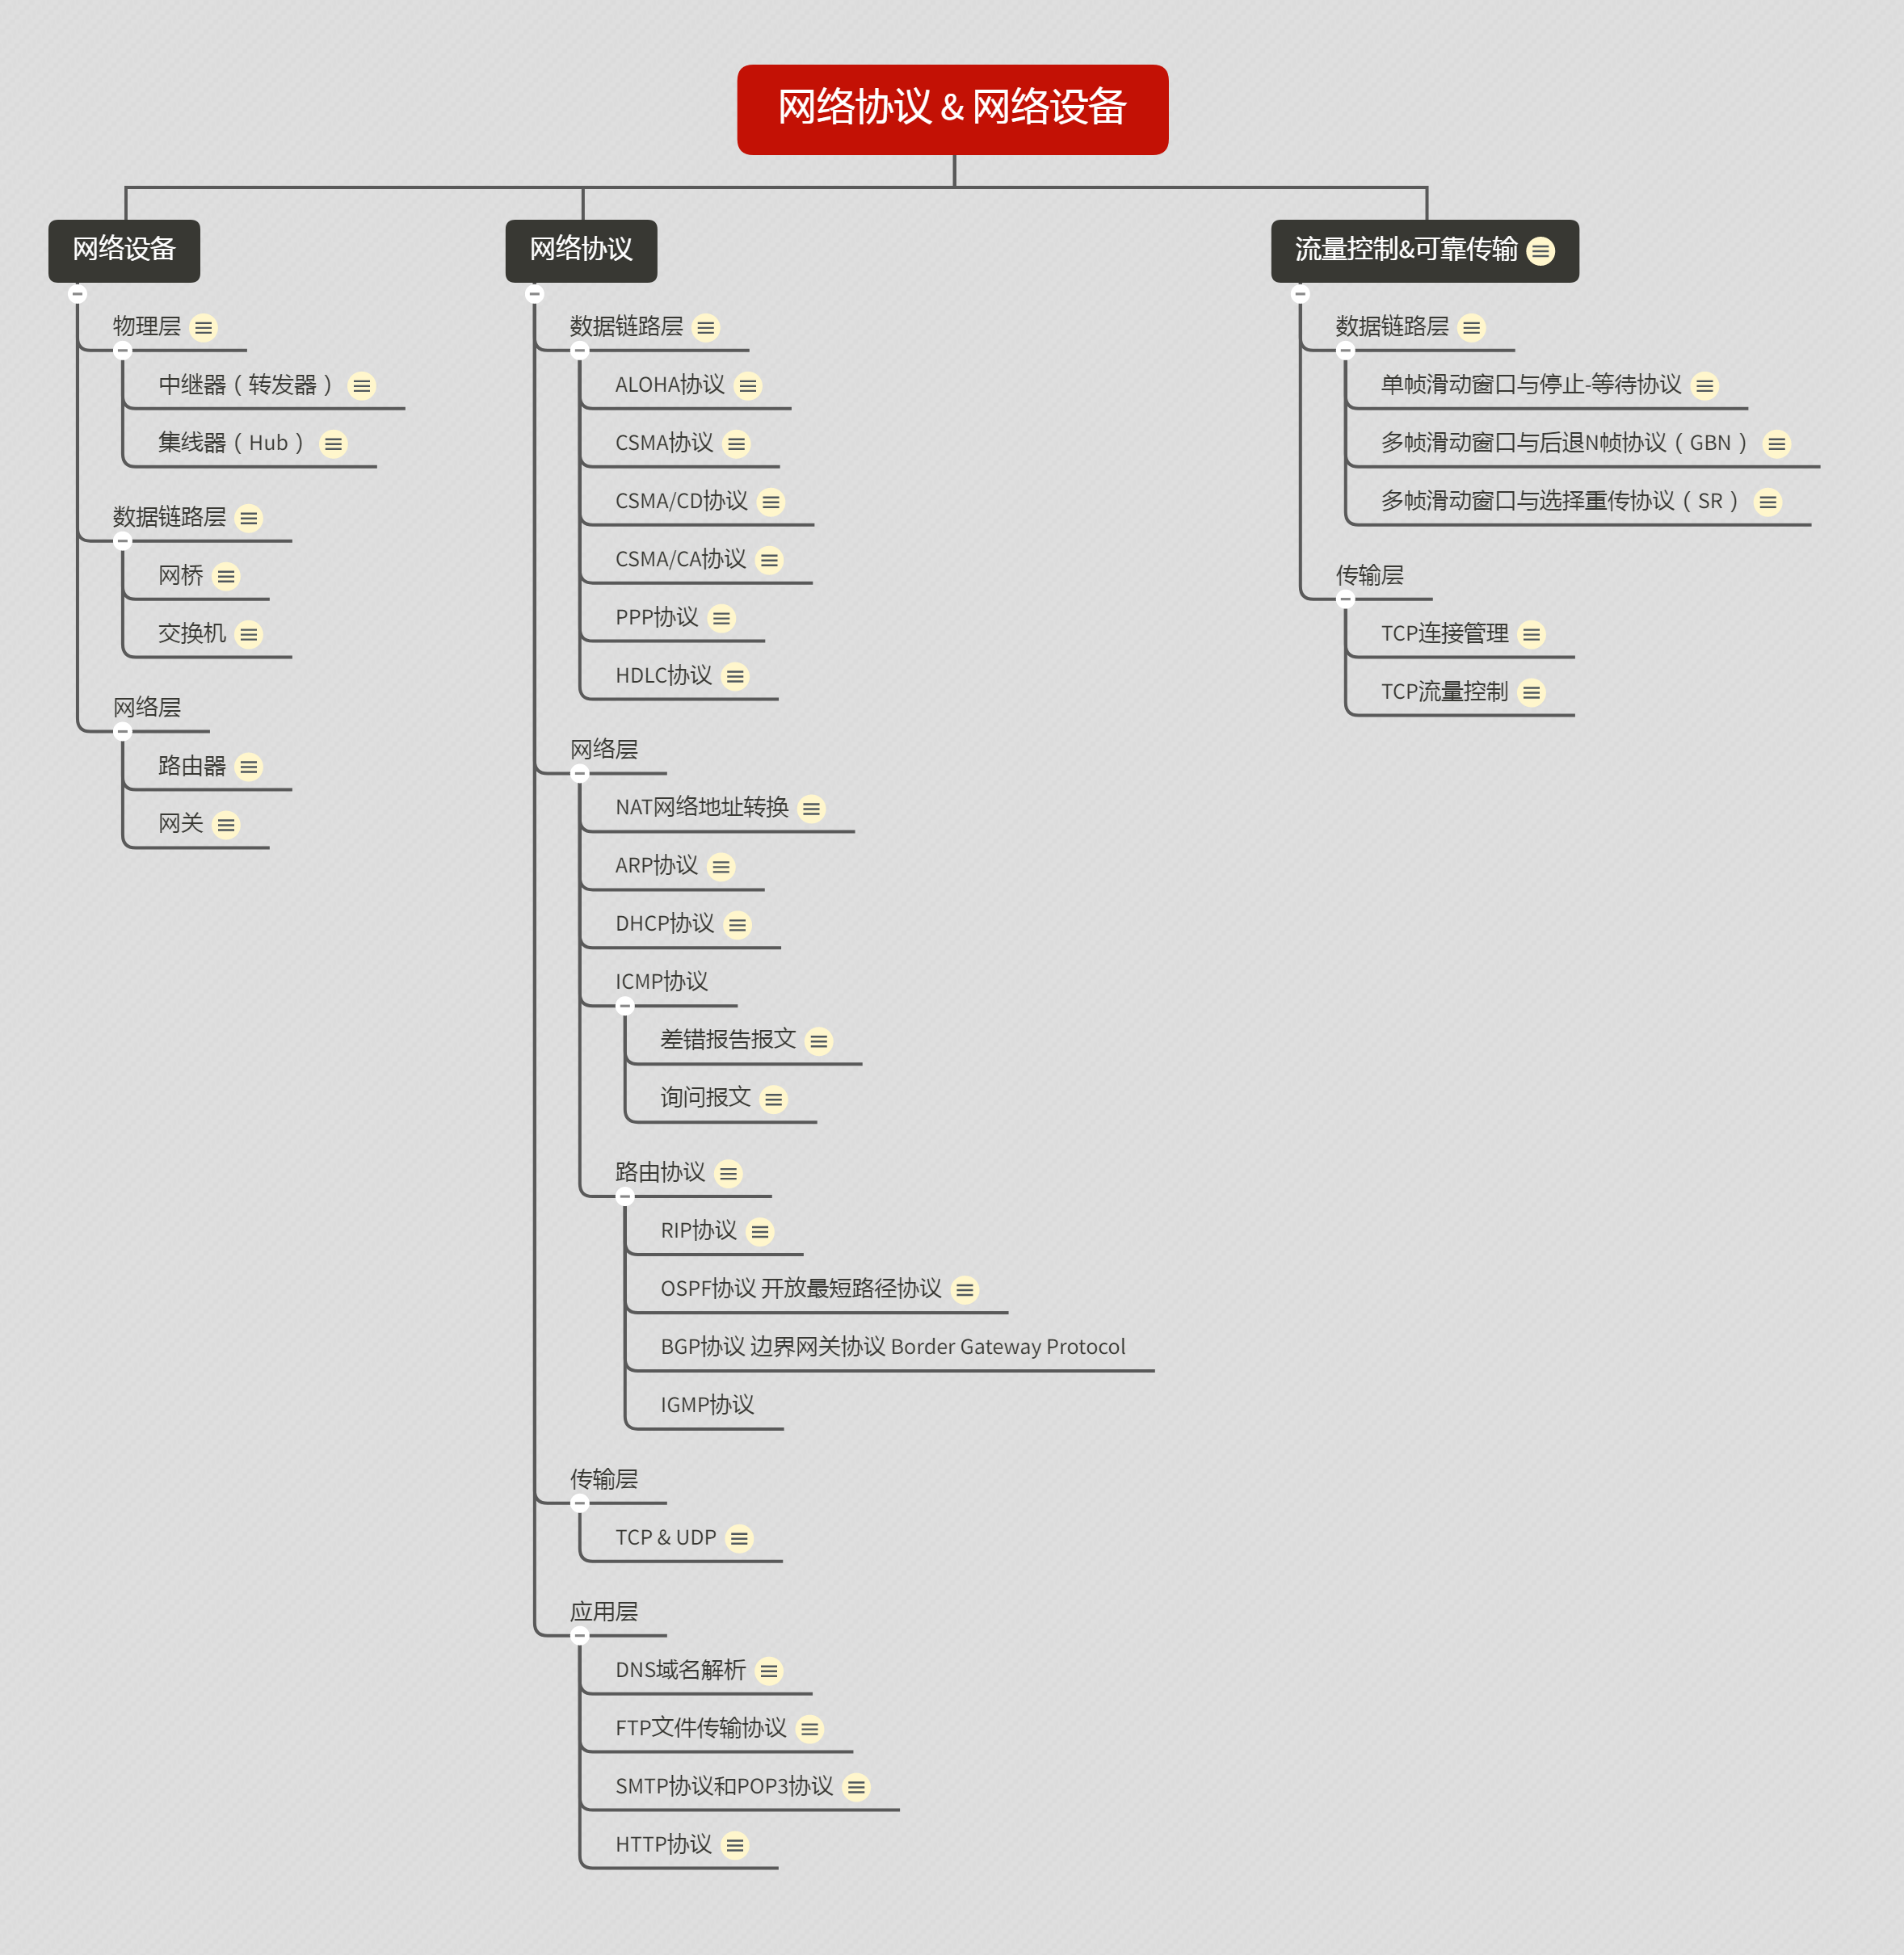 网络协议 & 网络设备
网络设备
物理层
中继器（转发器）
集线器（Hub）
数据链路层
网桥
交换机
网络层
路由器
网关
网络协议
数据链路层
ALOHA协议
CSMA协议
CSMA/CD协议
CSMA/CA协议
PPP协议
HDLC协议
网络层
NAT网络地址转换
ARP协议
DHCP协议
ICMP协议
差错报告报文
询问报文
路由协议
RIP协议
OSPF协议 开放最短路径协议
BGP协议 边界网关协议 Border Gateway Protocol
IGMP协议
传输层
TCP & UDP
应用层
DNS域名解析
FTP文件传输协议
SMTP协议和POP3协议
HTTP协议
流量控制&可靠传输
数据链路层
单帧滑动窗口与停止-等待协议
多帧滑动窗口与后退N帧协议（GBN）
多帧滑动窗口与选择重传协议（SR）
传输层
TCP连接管理
TCP流量控制